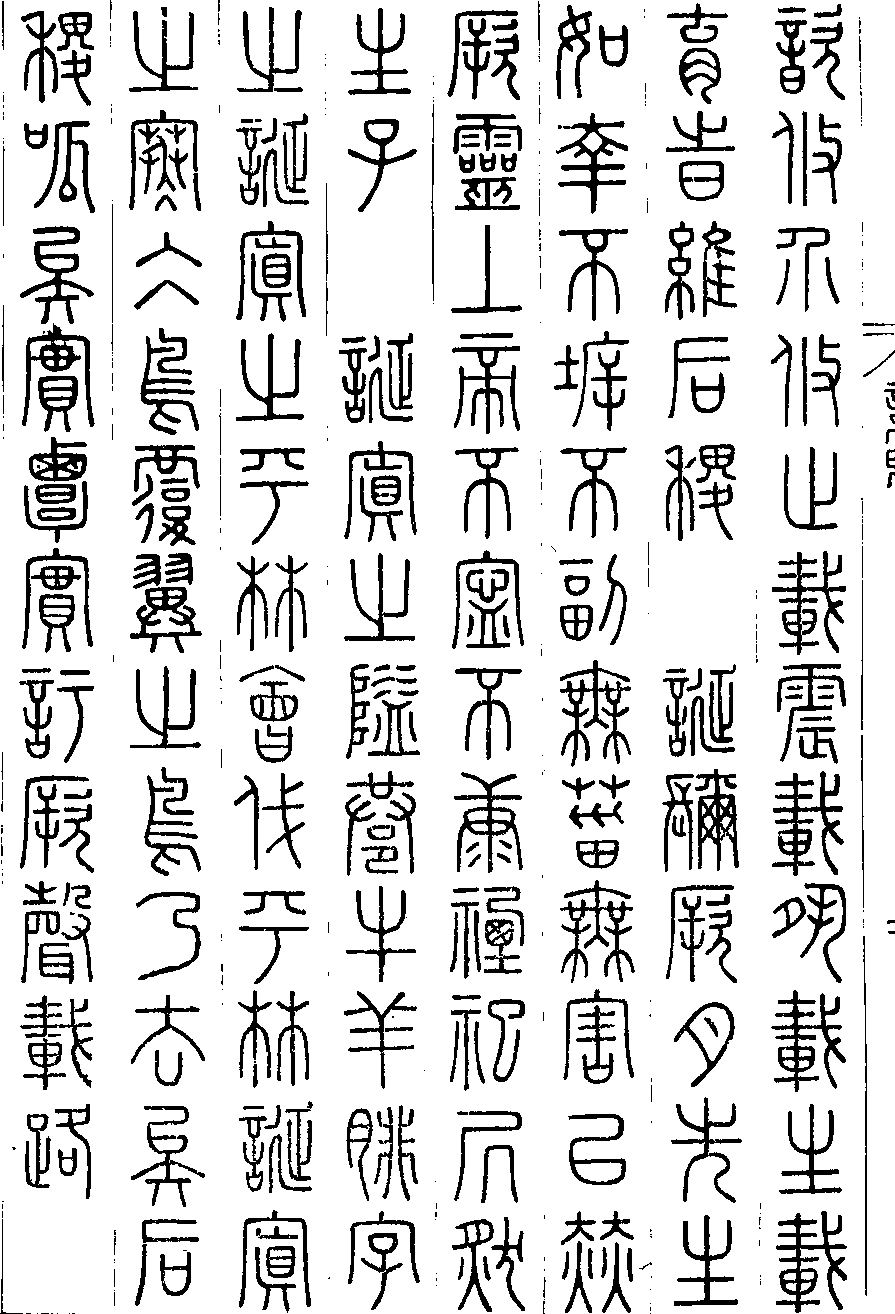 歆攸介攸止載震載夙載生載
育時維后稷　誕彌厥月先生
如羍不坼不副無菑無害以赫
厥靈上帝不寧不康禋祀居然
生子　誕寘之隘巷牛羊腓字
之誕寘之平林會伐平林誕寘
之寒冰鳥覆翼之鳥乃去矣后
稷呱矣實覃實訏厥聲載路